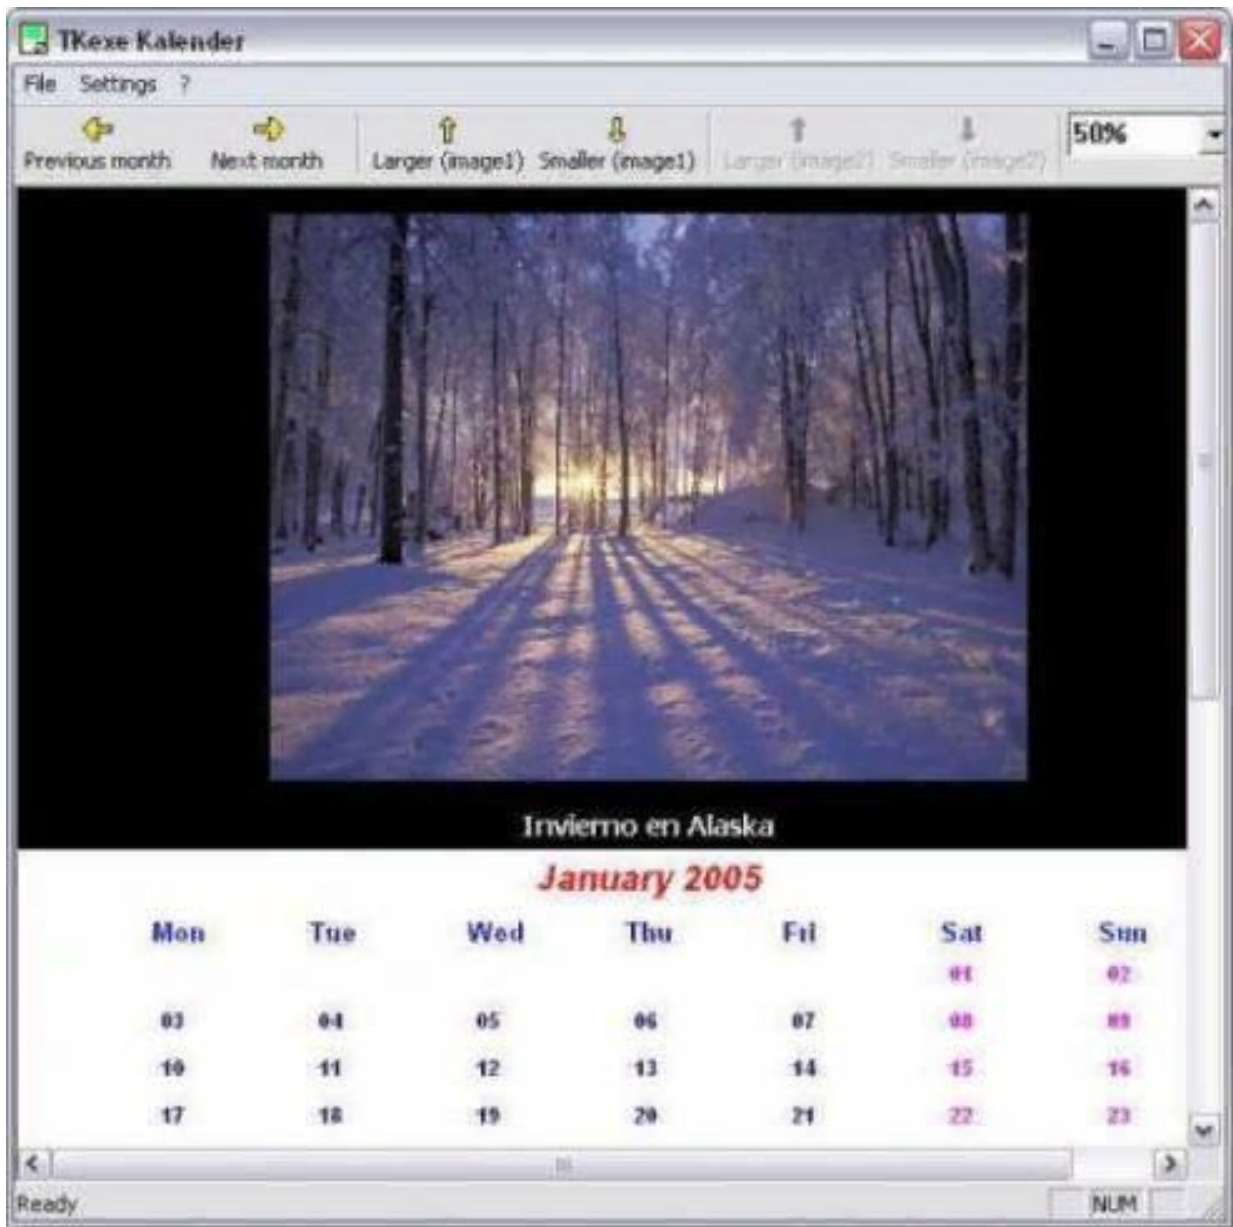 TKexe Kalender
File Settings ?
Previous month Next month Larger (image1) Smaller (image1) Larger (image2) Smaller (image2) 50%
Invierno en Alaska
January 2005
Mon Tue Wed Thu Fri Sat Sun
01 02
03 04 05 06 07 08 09
10 11 12 13 14 15 16
17 18 19 20 21 22 23
Ready NUM